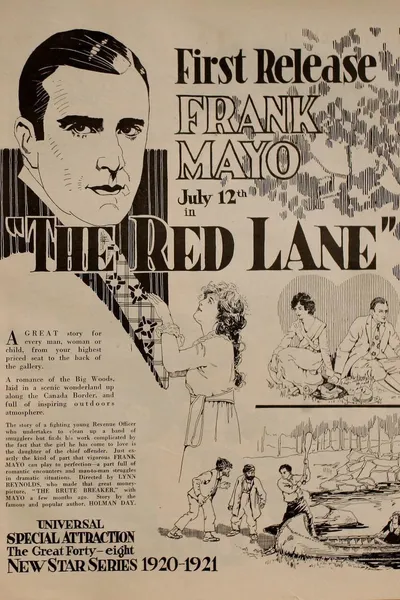 First Release
FRANK
MAYO
July 12th
in
"THE RED LANE"
A GREAT story for
every man, woman or
child, from your highest
priced seat to the back of
the gallery.
A romance of the Big Woods,
laid in a scenic wonderland up
along the Canada Border, and
full of inspiring outdoors
atmosphere.
The story of a fighting young Revenue Officer
who undertakes to clean up a band of
smugglers but finds his work complicated by
the fact that the girl he has come to love is
the daughter of the chief offender. Just ex-
actly the kind of part that vigorous FRANK
MAYO can play to perfection—a part full of
romantic encounters and man-to-man struggles
in dramatic situations. Directed by LYNN
REYNOLDS, who made that great money-
picture, "THE BRUTE BREAKER," with
MAYO a few months ago. Story by the
famous and popular author, HOLMAN DAY.
UNIVERSAL
SPECIAL ATTRACTION
The Great Forty-eight
NEW STAR SERIES 1920-1921